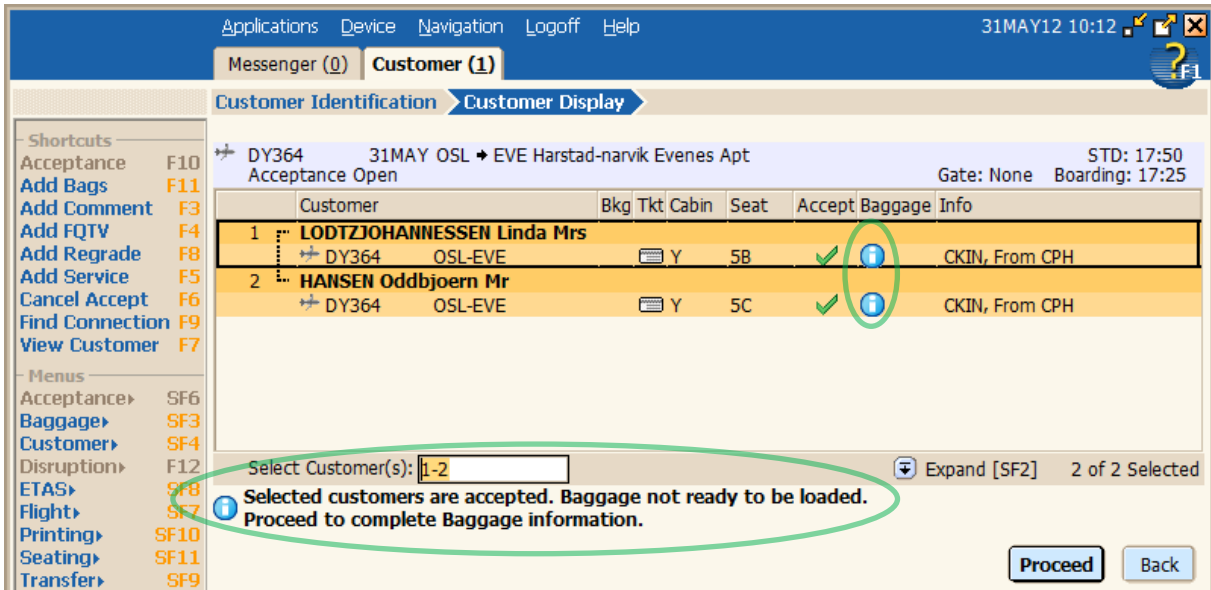 Applications Device Navigation Logoff Help 31MAY12 10:12
Messenger (0) Customer (1)
F1
Customer Identification Customer Display
Shortcuts
Acceptance F10
Add Bags F11
Add Comment F3
Add FQTV F4
Add Regrade F8
Add Service F5
Cancel Accept F6
Find Connection F9
View Customer F7
Menus
Acceptance SF6
Baggage SF3
Customer SF4
Disruption F12
ETAS SF8
Flight SF7
Printing SF10
Seating SF11
Transfer SF9
DY364 31MAY OSL EVE Harstad-narvik Evenes Apt STD: 17:50
Acceptance Open Gate: None Boarding: 17:25
Customer Bkg Tkt Cabin Seat Accept Baggage Info
1 LODTZJOHANNESSEN Linda Mrs
DY364 OSL-EVE Y 5B CKIN, From CPH
2 HANSEN Oddbjoern Mr
DY364 OSL-EVE Y 5C CKIN, From CPH
Select Customer(s): 1-2 Expand [SF2] 2 of 2 Selected
Selected customers are accepted. Baggage not ready to be loaded.
Proceed to complete Baggage information.
Proceed Back